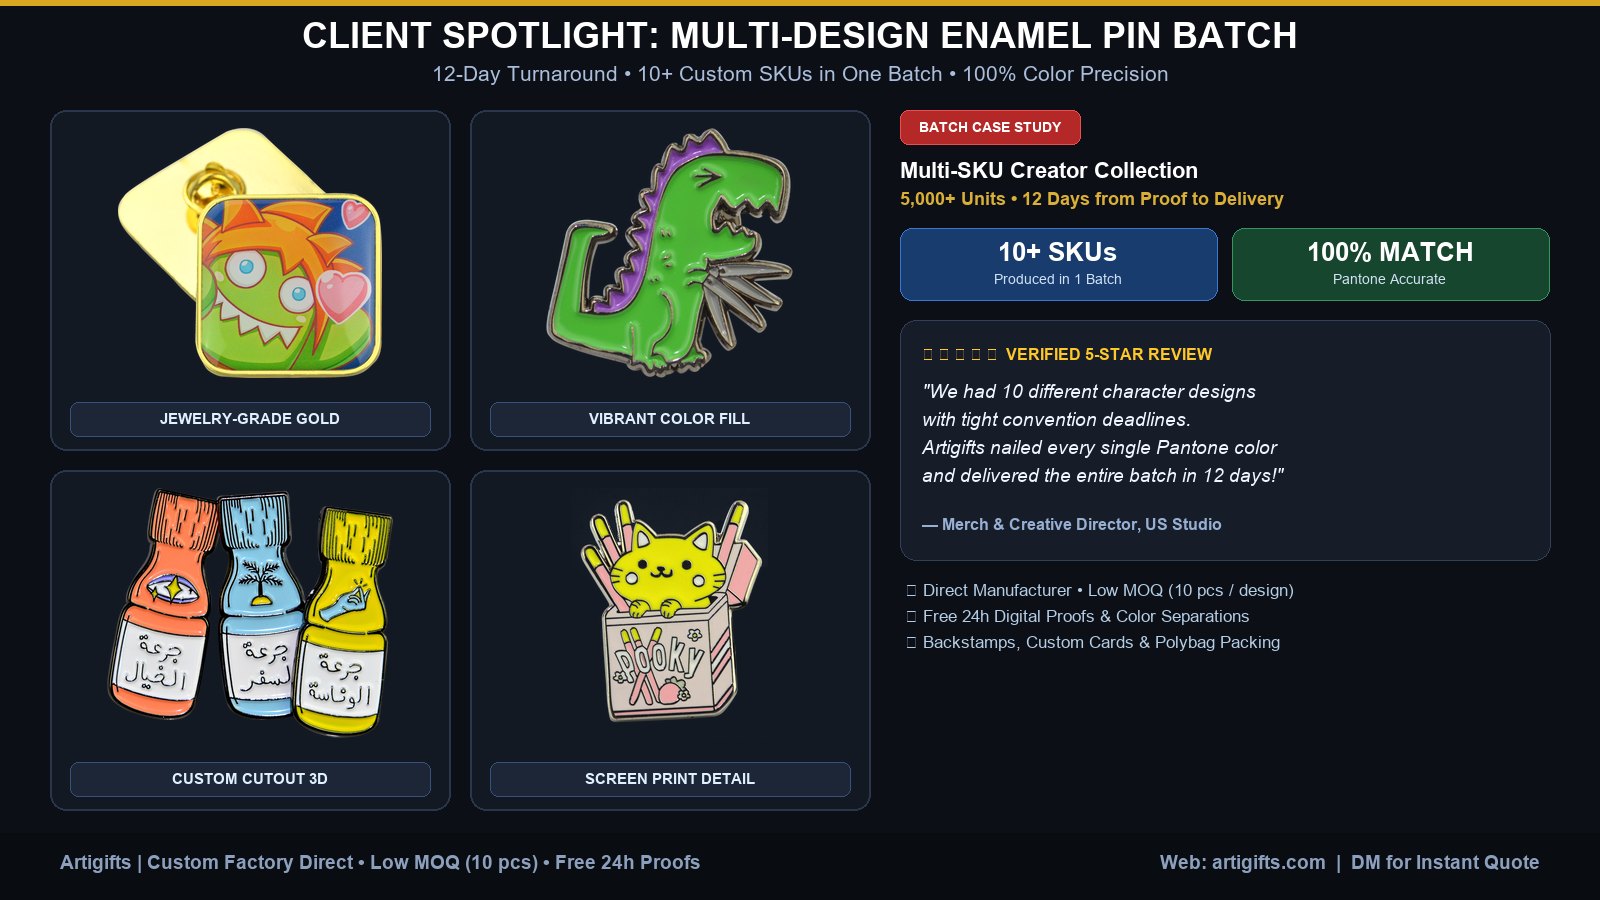 CLIENT SPOTLIGHT: MULTI-DESIGN ENAMEL PIN BATCH
12-Day Turnaround • 10+ Custom SKUs in One Batch • 100% Color Precision
JEWELRY-GRADE GOLD
VIBRANT COLOR FILL
جرعة
الخيال
جرعة
لسفر
جرعة
الوناسة
CUSTOM CUTOUT 3D
pooky
SCREEN PRINT DETAIL
BATCH CASE STUDY
Multi-SKU Creator Collection
5,000+ Units • 12 Days from Proof to Delivery
10+ SKUs
Produced in 1 Batch
100% MATCH
Pantone Accurate
VERIFIED 5-STAR REVIEW
"We had 10 different character designs
with tight convention deadlines.
Artigifts nailed every single Pantone color
and delivered the entire batch in 12 days!"
— Merch & Creative Director, US Studio
Direct Manufacturer • Low MOQ (10 pcs / design)
Free 24h Digital Proofs & Color Separations
Backstamps, Custom Cards & Polybag Packing
Artigifts | Custom Factory Direct • Low MOQ (10 pcs) • Free 24h Proofs
Web: artigifts.com | DM for Instant Quote